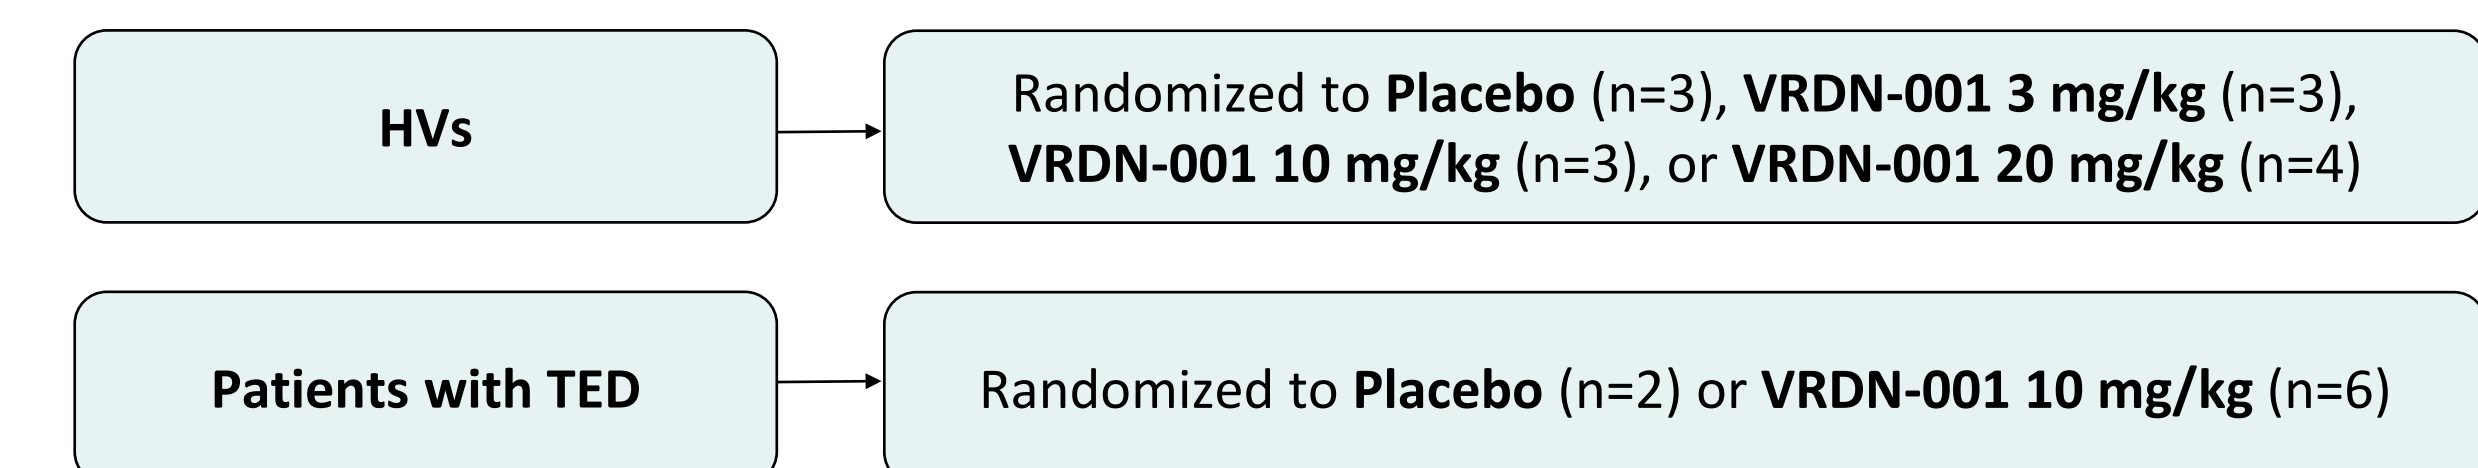 HVs
Randomized to Placebo (n=3), VRDN-001 3 mg/kg (n=3),
VRDN-001 10 mg/kg (n=3), or VRDN-001 20 mg/kg (n=4)
Patients with TED
Randomized to Placebo (n=2) or VRDN-001 10 mg/kg (n=6)